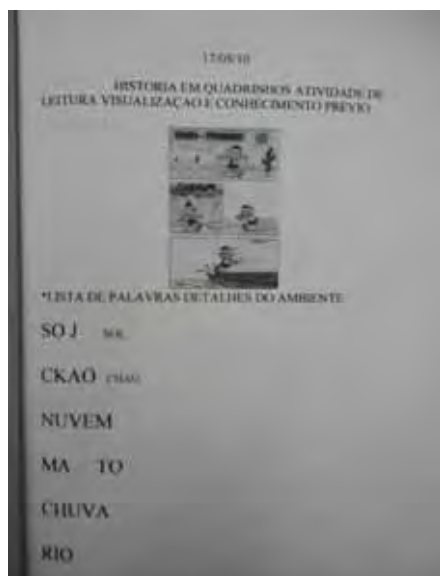 17/09/10
HISTORIA EM QUADRINHOS ATIVIDADE DE
LEITURA VISUALIZAÇAO E CONHECIMENTO PREVIO
*LISTA DE PALAVRAS DETALHES DO AMBIENTE
SO J SOL
CKAO CHAO
NUVEM
MA TO
CHUVA
RIO